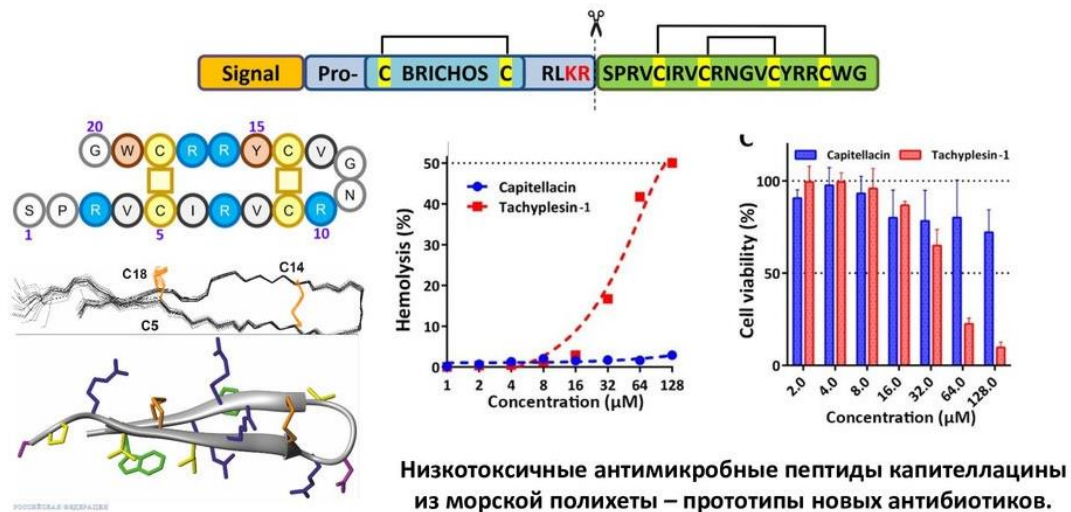 Signal Pro- C BRICHOS C RLKR SPRVCIRVCRNGVCYRRCWG
20 15
G W C R R Y C V G
N
S P R V C I R V C R
1 5 10
C18 C14
C5
Hemolysis (%)
50
40
30
20
10
0
Capitellacin
Tachyplesin-1
1 2 4 8 16 32 64 128
Concentration (µM)
Capitellacin Tachyplesin-1
Cell viability (%)
100
50
0
2.0 4.0 8.0 16.0 32.0 64.0 128.0
Concentration (µM)
Низкотоксичные антимикробные пептиды капителлацины
из морской полихеты – прототипы новых антибиотиков.
РОССИЙСКАЯ ФЕДЕРАЦИЯ